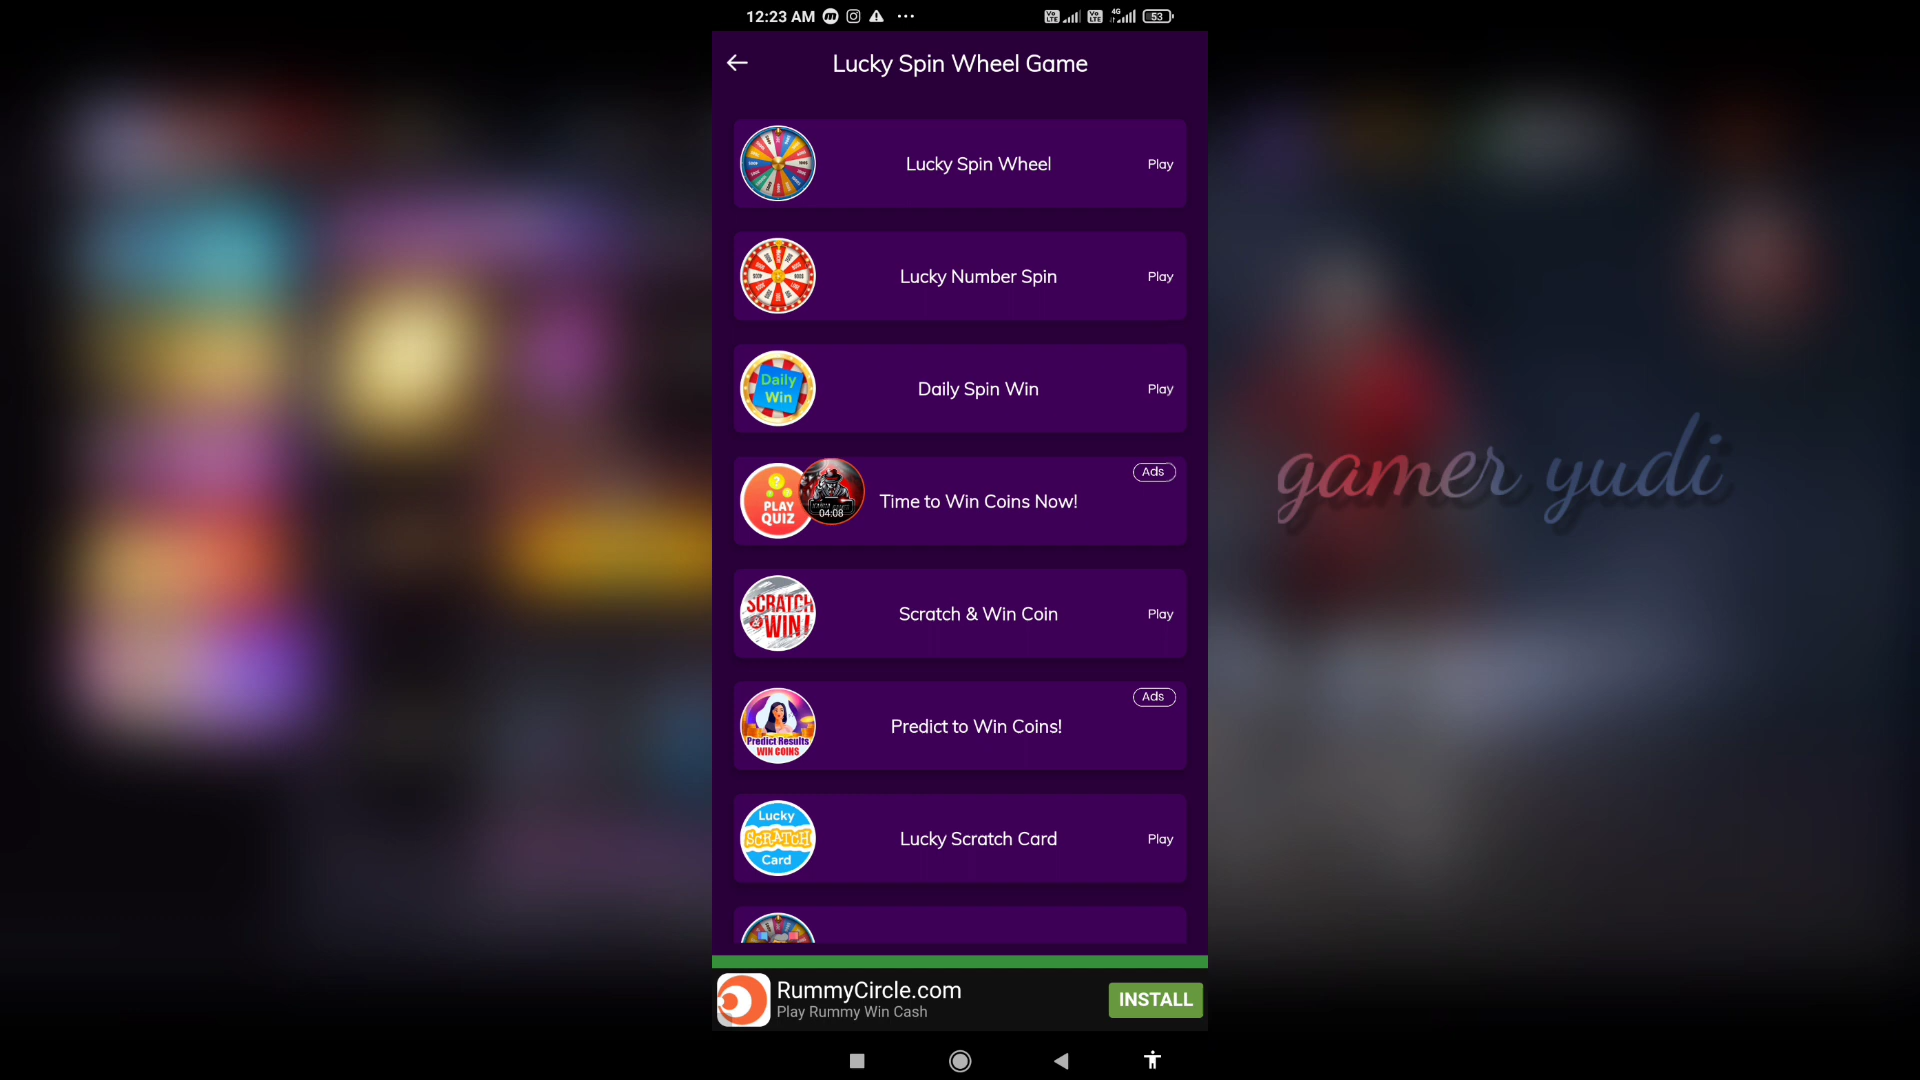 12:23 AM
4G
53
Lucky Spin Wheel Game
Lucky Spin Wheel
Play
Lucky Number Spin
Play
Daily
Win
Daily Spin Win
Play
Ads
?
PLAY
QUIZ
04:08
Time to Win Coins Now!
SCRATCH
& WIN!
Scratch & Win Coin
Play
Ads
Predict Results
WIN COINS
Predict to Win Coins!
Lucky
SCRATCH
Card
Lucky Scratch Card
Play
RummyCircle.com
Play Rummy Win Cash
INSTALL
gamer yudi